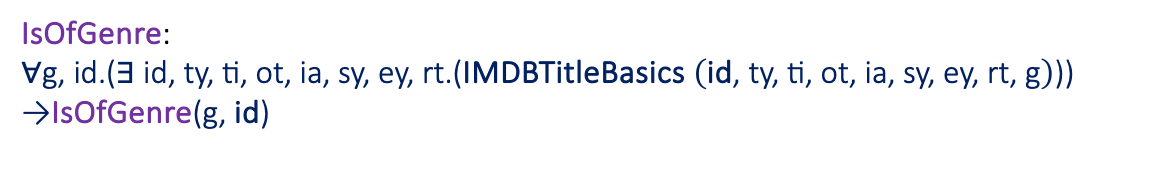 IsOfGenre:
∀g, id.(∃ id, ty, ti, ot, ia, sy, ey, rt.(IMDBTitleBasics (id, ty, ti, ot, ia, sy, ey, rt, g)))
→IsOfGenre(g, id)